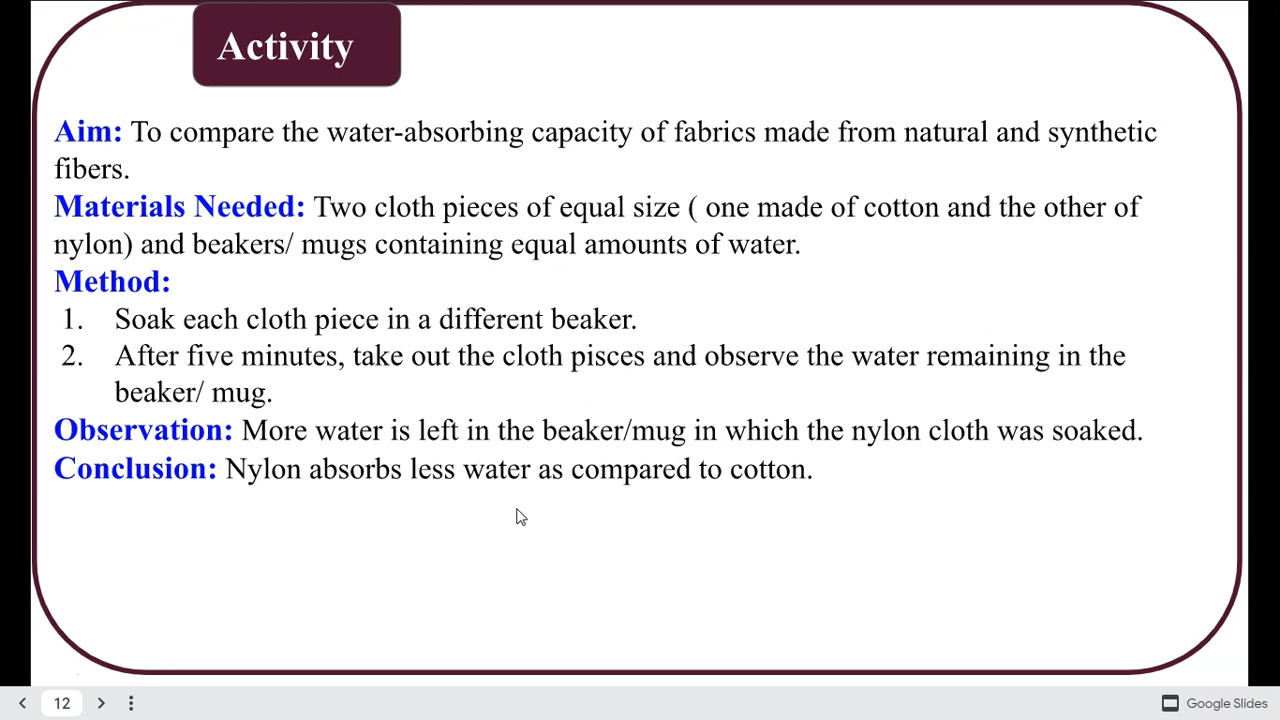 Activity
Aim: To compare the water-absorbing capacity of fabrics made from natural and synthetic
fibers.
Materials Needed: Two cloth pieces of equal size ( one made of cotton and the other of
nylon) and beakers/ mugs containing equal amounts of water.
Method:
1. Soak each cloth piece in a different beaker.
2. After five minutes, take out the cloth pisces and observe the water remaining in the
beaker/ mug.
Observation: More water is left in the beaker/mug in which the nylon cloth was soaked.
Conclusion: Nylon absorbs less water as compared to cotton.
12
Google Slides